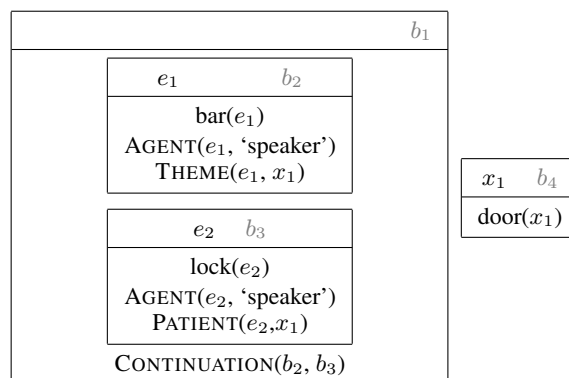 b₁
e₁ b₂
bar(e₁)
AGENT(e₁, ‘speaker’)
THEME(e₁, x₁)
e₂ b₃
lock(e₂)
AGENT(e₂, ‘speaker’)
PATIENT(e₂,x₁)
CONTINUATION(b₂, b₃)
x₁ b₄
door(x₁)